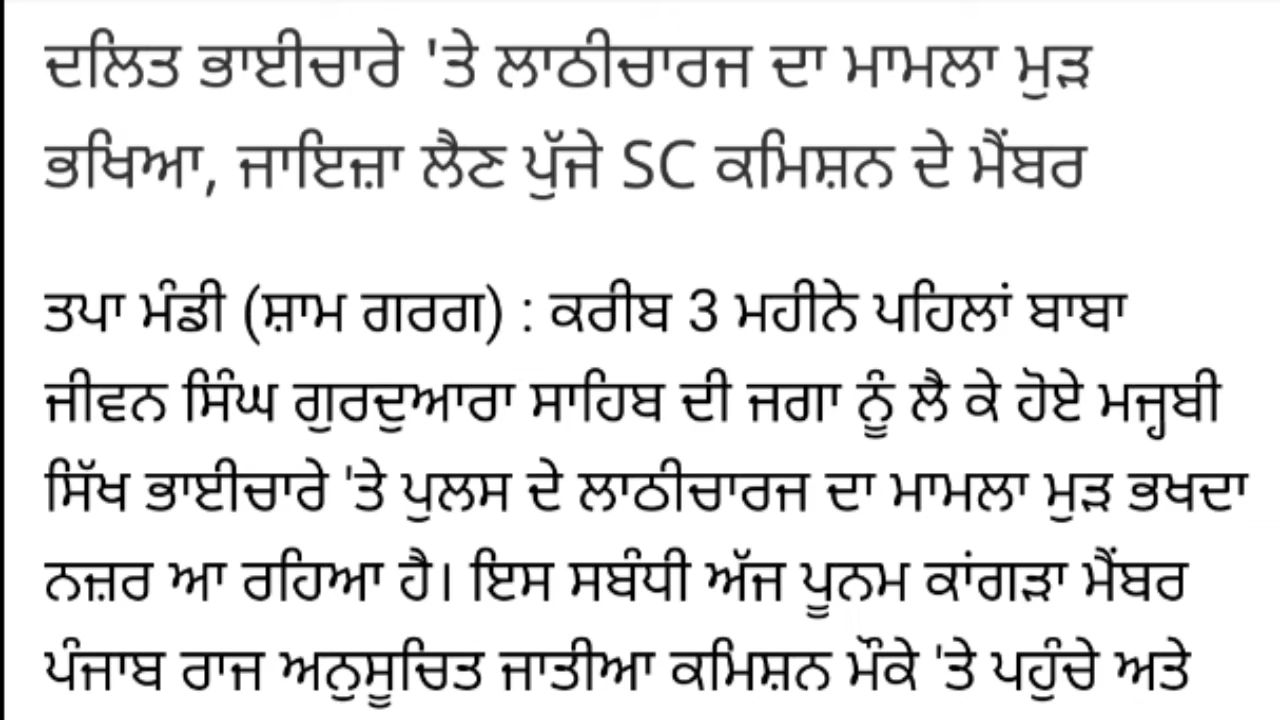 ਦਲਿਤ ਭਾਈਚਾਰੇ 'ਤੇ ਲਾਠੀਚਾਰਜ ਦਾ ਮਾਮਲਾ ਮੁੜ
ਭਖਿਆ, ਜਾਇਜ਼ਾ ਲੈਣ ਪੁੱਜੇ SC ਕਮਿਸ਼ਨ ਦੇ ਮੈਂਬਰ
ਤਪਾ ਮੰਡੀ (ਸ਼ਾਮ ਗਰਗ) : ਕਰੀਬ 3 ਮਹੀਨੇ ਪਹਿਲਾਂ ਬਾਬਾ
ਜੀਵਨ ਸਿੰਘ ਗੁਰਦੁਆਰਾ ਸਾਹਿਬ ਦੀ ਜਗਾ ਨੂੰ ਲੈ ਕੇ ਹੋਏ ਮਜ੍ਹਬੀ
ਸਿੱਖ ਭਾਈਚਾਰੇ 'ਤੇ ਪੁਲਸ ਦੇ ਲਾਠੀਚਾਰਜ ਦਾ ਮਾਮਲਾ ਮੁੜ ਭਖਦਾ
ਨਜ਼ਰ ਆ ਰਹਿਆ ਹੈ। ਇਸ ਸਬੰਧੀ ਅੱਜ ਪੂਨਮ ਕਾਂਗੜਾ ਮੈਂਬਰ
ਪੰਜਾਬ ਰਾਜ ਅਨੁਸੂਚਿਤ ਜਾਤੀਆ ਕਮਿਸ਼ਨ ਮੌਕੇ 'ਤੇ ਪਹੁੰਚੇ ਅਤੇ